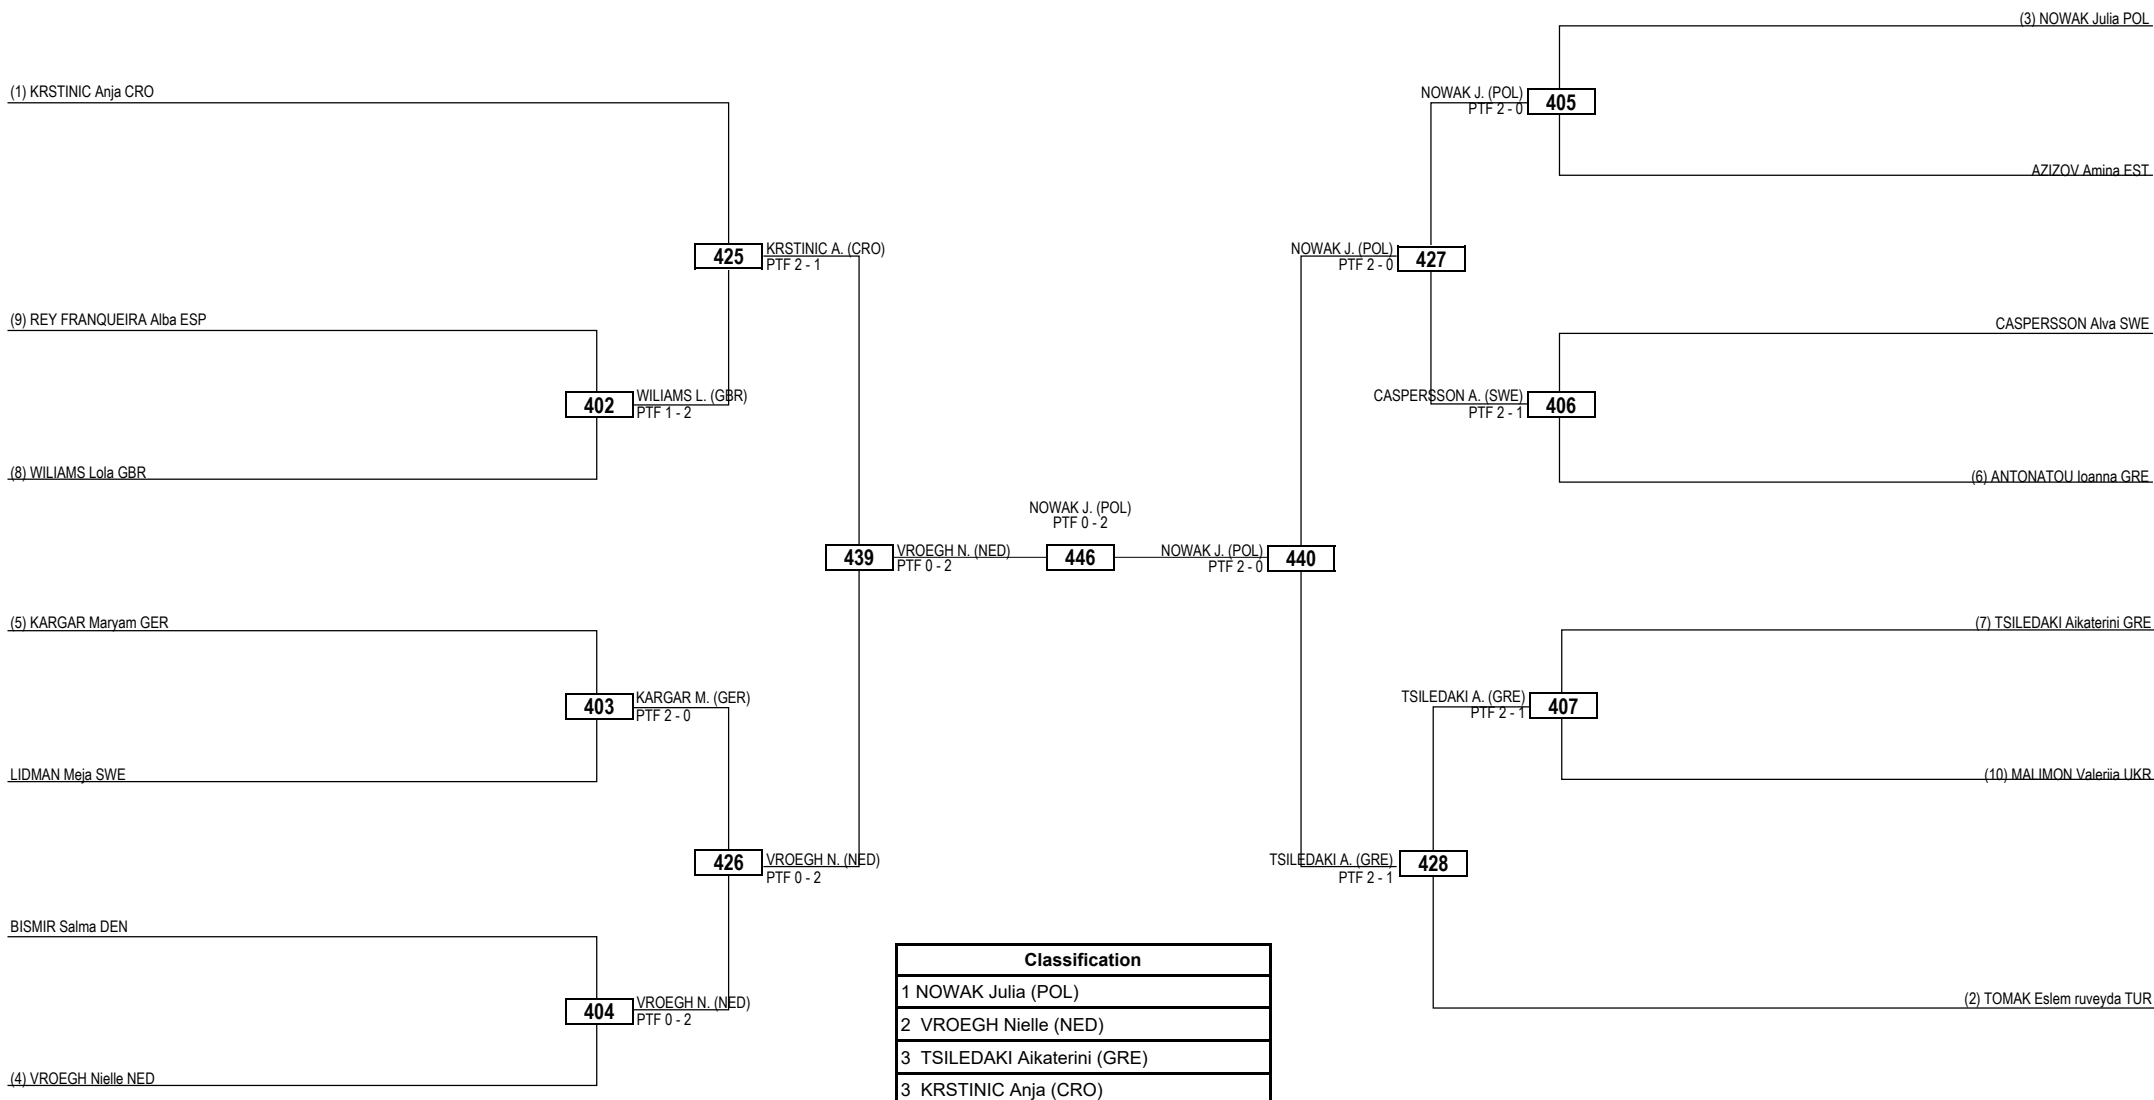 (3) NOWAK Julia POL
(1) KRSTINIC Anja CRO
NOWAK J. (POL)
PTF 2 - 0
405
AZIZOV Amina EST
425
KRSTINIC A. (CRO)
PTF 2 - 1
NOWAK J. (POL)
PTF 2 - 0
427
(9) REY FRANQUEIRA Alba ESP
CASPERSSON Alva SWE
402
WILIAMS L. (GBR)
PTF 1 - 2
CASPERSSON A. (SWE)
PTF 2 - 1
406
(8) WILIAMS Lola GBR
(6) ANTONATOU Ioanna GRE
NOWAK J. (POL)
PTF 0 - 2
439
VROEGH N. (NED)
PTF 0 - 2
446
NOWAK J. (POL)
PTF 2 - 0
440
(5) KARGAR Maryam GER
(7) TSILEDAKI Aikaterini GRE
403
KARGAR M. (GER)
PTF 2 - 0
TSILEDAKI A. (GRE)
PTF 2 - 1
407
LIDMAN Meja SWE
(10) MALIMON Valeriia UKR
426
VROEGH N. (NED)
PTF 0 - 2
TSILEDAKI A. (GRE)
PTF 2 - 1
428
BISMIR Salma DEN
(2) TOMAK Eslem ruveyda TUR
404
VROEGH N. (NED)
PTF 0 - 2
(4) VROEGH Nielle NED
Classification
1 NOWAK Julia (POL)
2 VROEGH Nielle (NED)
3 TSILEDAKI Aikaterini (GRE)
3 KRSTINIC Anja (CRO)